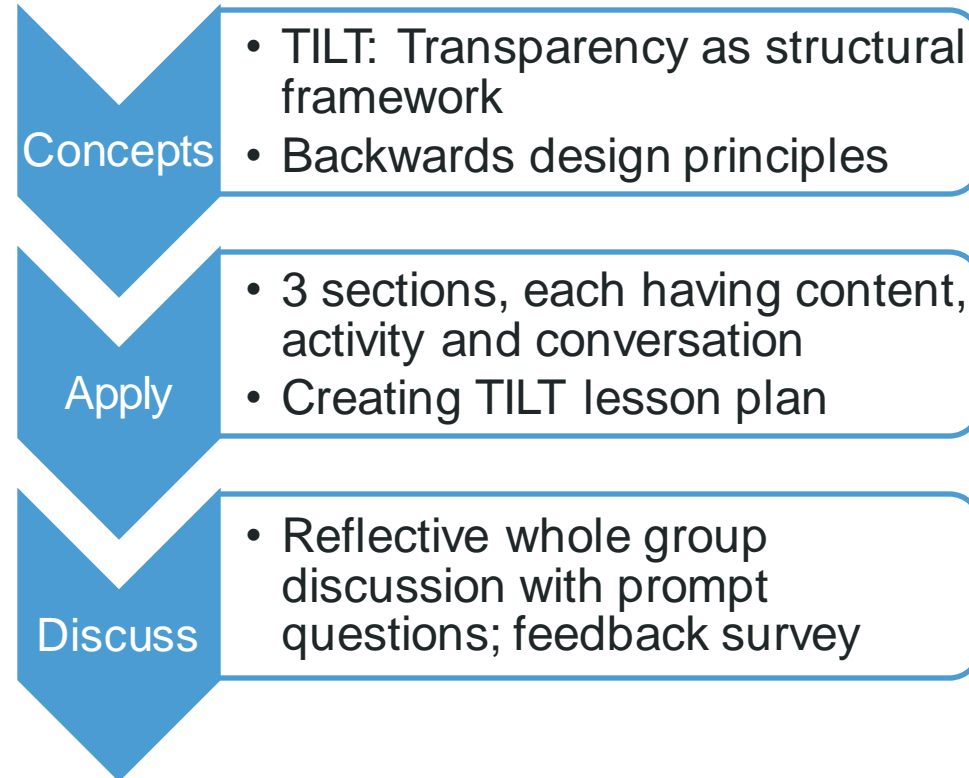 Concepts
• TILT: Transparency as structural
framework
• Backwards design principles
Apply
• 3 sections, each having content,
activity and conversation
• Creating TILT lesson plan
Discuss
• Reflective whole group
discussion with prompt
questions; feedback survey